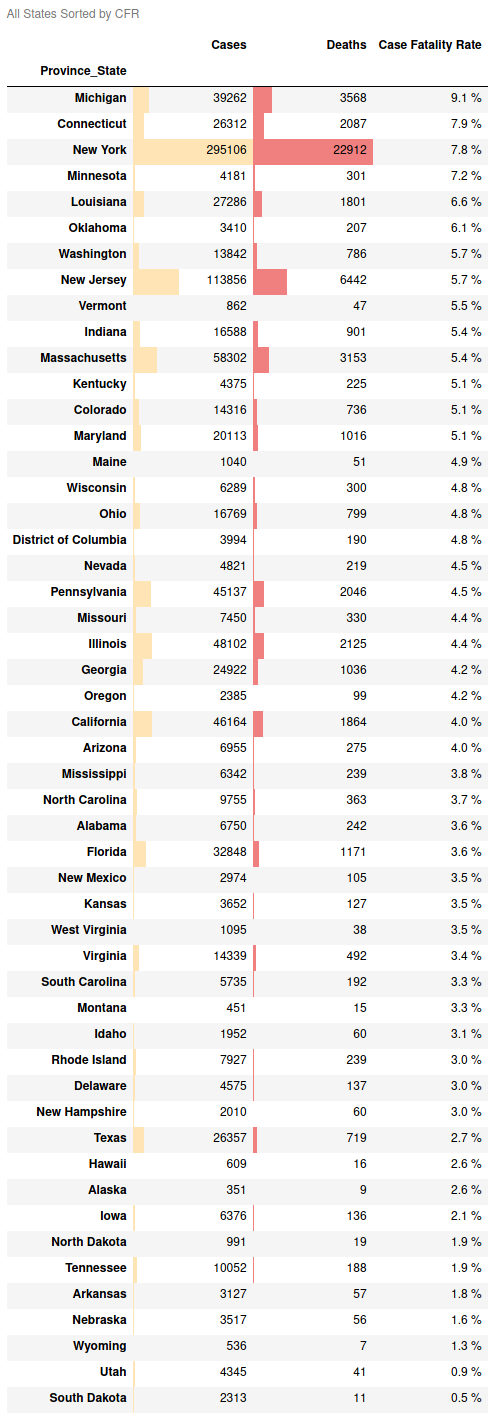 All States Sorted by CFR
Cases Deaths Case Fatality Rate
Province_State
Michigan 39262 3568 9.1 %
Connecticut 26312 2087 7.9 %
New York 295106 22912 7.8 %
Minnesota 4181 301 7.2 %
Louisiana 27286 1801 6.6 %
Oklahoma 3410 207 6.1 %
Washington 13842 786 5.7 %
New Jersey 113856 6442 5.7 %
Vermont 862 47 5.5 %
Indiana 16588 901 5.4 %
Massachusetts 58302 3153 5.4 %
Kentucky 4375 225 5.1 %
Colorado 14316 736 5.1 %
Maryland 20113 1016 5.1 %
Maine 1040 51 4.9 %
Wisconsin 6289 300 4.8 %
Ohio 16769 799 4.8 %
District of Columbia 3994 190 4.8 %
Nevada 4821 219 4.5 %
Pennsylvania 45137 2046 4.5 %
Missouri 7450 330 4.4 %
Illinois 48102 2125 4.4 %
Georgia 24922 1036 4.2 %
Oregon 2385 99 4.2 %
California 46164 1864 4.0 %
Arizona 6955 275 4.0 %
Mississippi 6342 239 3.8 %
North Carolina 9755 363 3.7 %
Alabama 6750 242 3.6 %
Florida 32848 1171 3.6 %
New Mexico 2974 105 3.5 %
Kansas 3652 127 3.5 %
West Virginia 1095 38 3.5 %
Virginia 14339 492 3.4 %
South Carolina 5735 192 3.3 %
Montana 451 15 3.3 %
Idaho 1952 60 3.1 %
Rhode Island 7927 239 3.0 %
Delaware 4575 137 3.0 %
New Hampshire 2010 60 3.0 %
Texas 26357 719 2.7 %
Hawaii 609 16 2.6 %
Alaska 351 9 2.6 %
Iowa 6376 136 2.1 %
North Dakota 991 19 1.9 %
Tennessee 10052 188 1.9 %
Arkansas 3127 57 1.8 %
Nebraska 3517 56 1.6 %
Wyoming 536 7 1.3 %
Utah 4345 41 0.9 %
South Dakota 2313 11 0.5 %